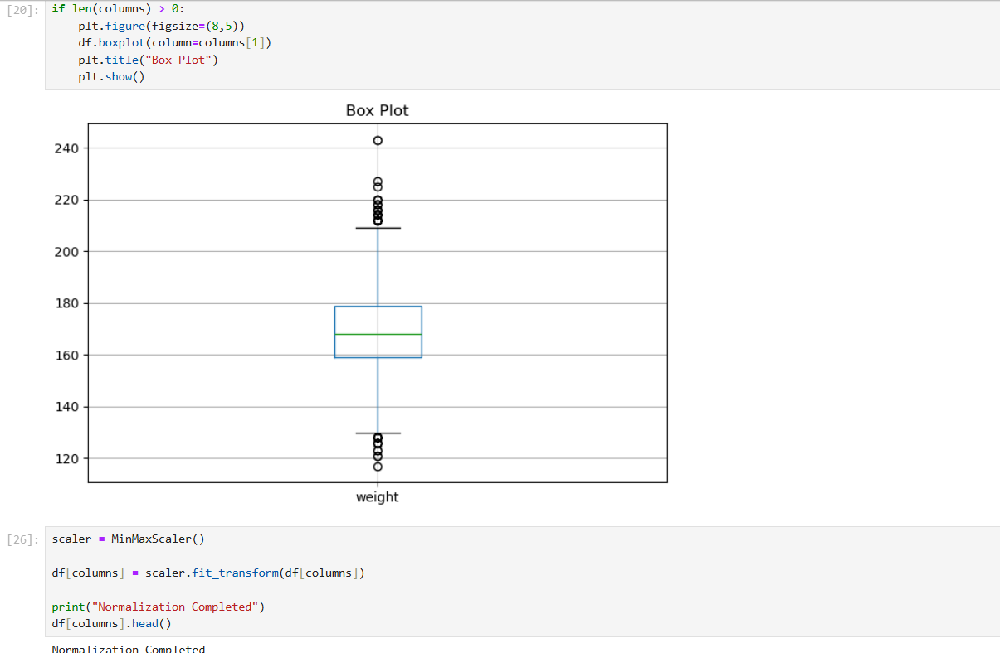 [20]: if len(columns) > 0:
    plt.figure(figsize=(8,5))
    df.boxplot(column=columns[1])
    plt.title("Box Plot")
    plt.show()
Box Plot
240
220
200
180
160
140
120
weight
[26]: scaler = MinMaxScaler()
df[columns] = scaler.fit_transform(df[columns])
print("Normalization Completed")
df[columns].head()
Normalization Completed